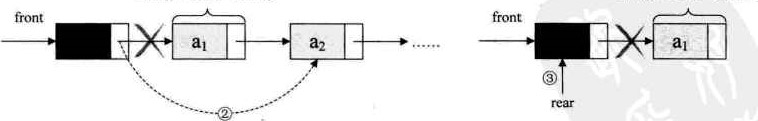 front
a1
a2
......
②
front
a1
③
rear